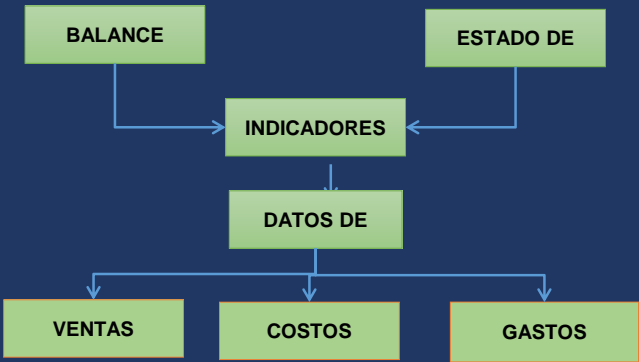 BALANCE
ESTADO DE
INDICADORES
DATOS DE
VENTAS
COSTOS
GASTOS